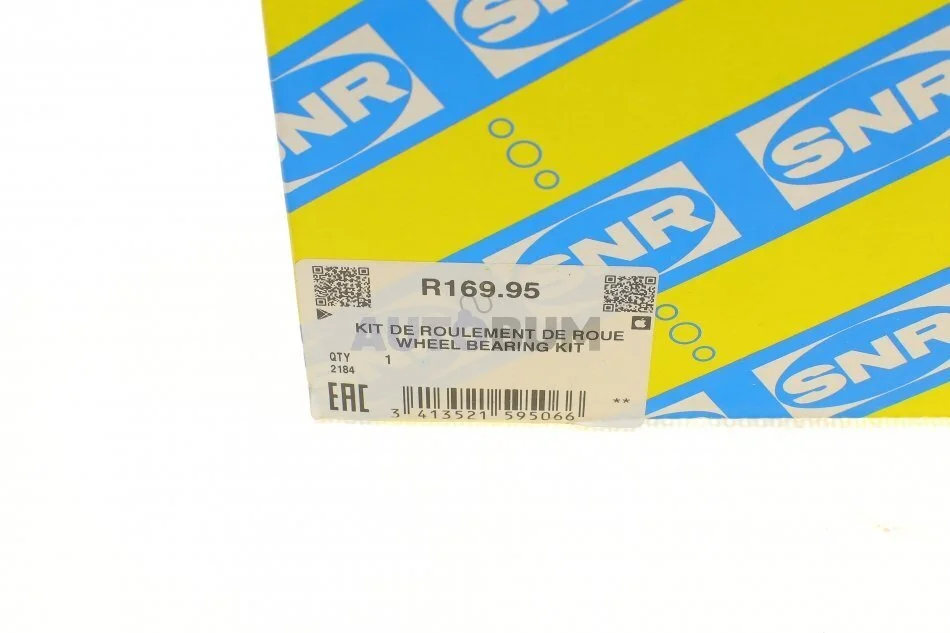 SNR
SNR
SNR
SNR
R169.95
KIT DE ROULEMENT DE ROUE
WHEEL BEARING KIT
QTY 1
2184
EAC
**
3 413521 595066
SNR